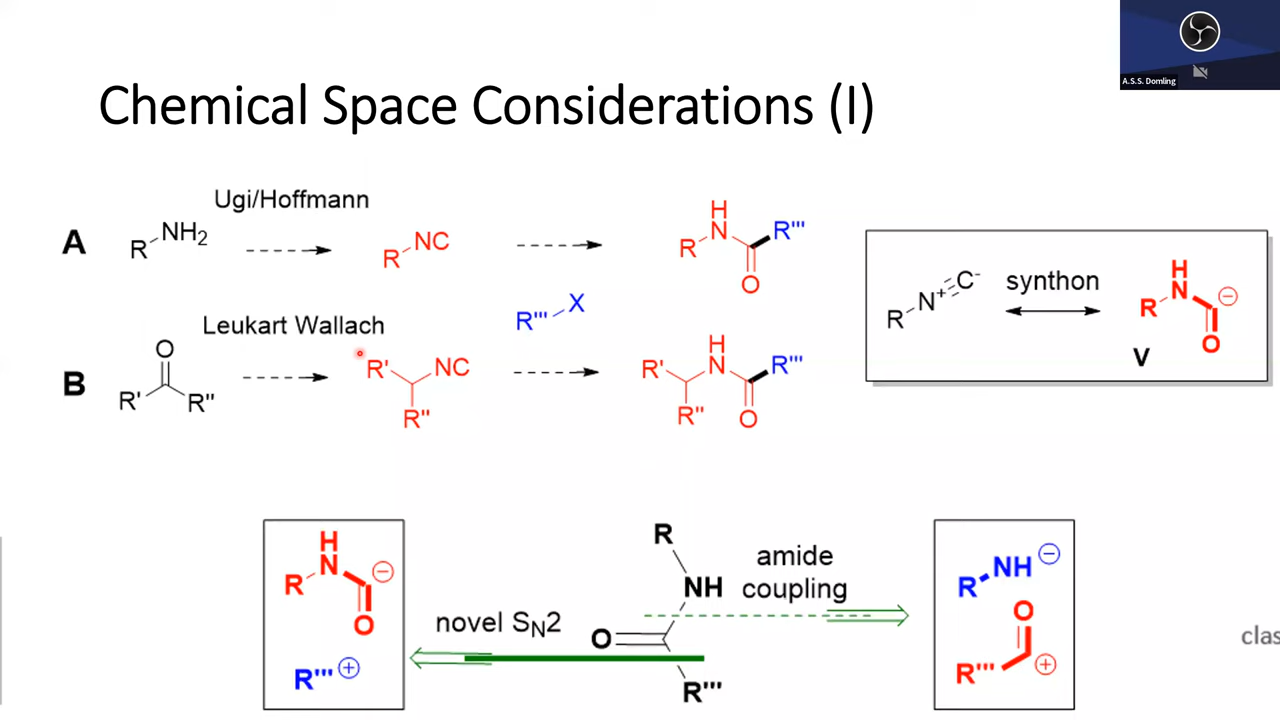 A.S.S. Domling
Chemical Space Considerations (I)
Ugi/Hoffmann
A R NH2 R NC R N H O R'''
R''' X
R N+ C- synthon R N H O ⊖
V
Leukart Wallach
B R' O R'' R' NC R'' R' R'' N H O R'''
R N H O ⊖
R''' ⊕
novel SN2
R
NH
O
R'''
amide
coupling
R NH ⊖
O
R''' ⊕
clas